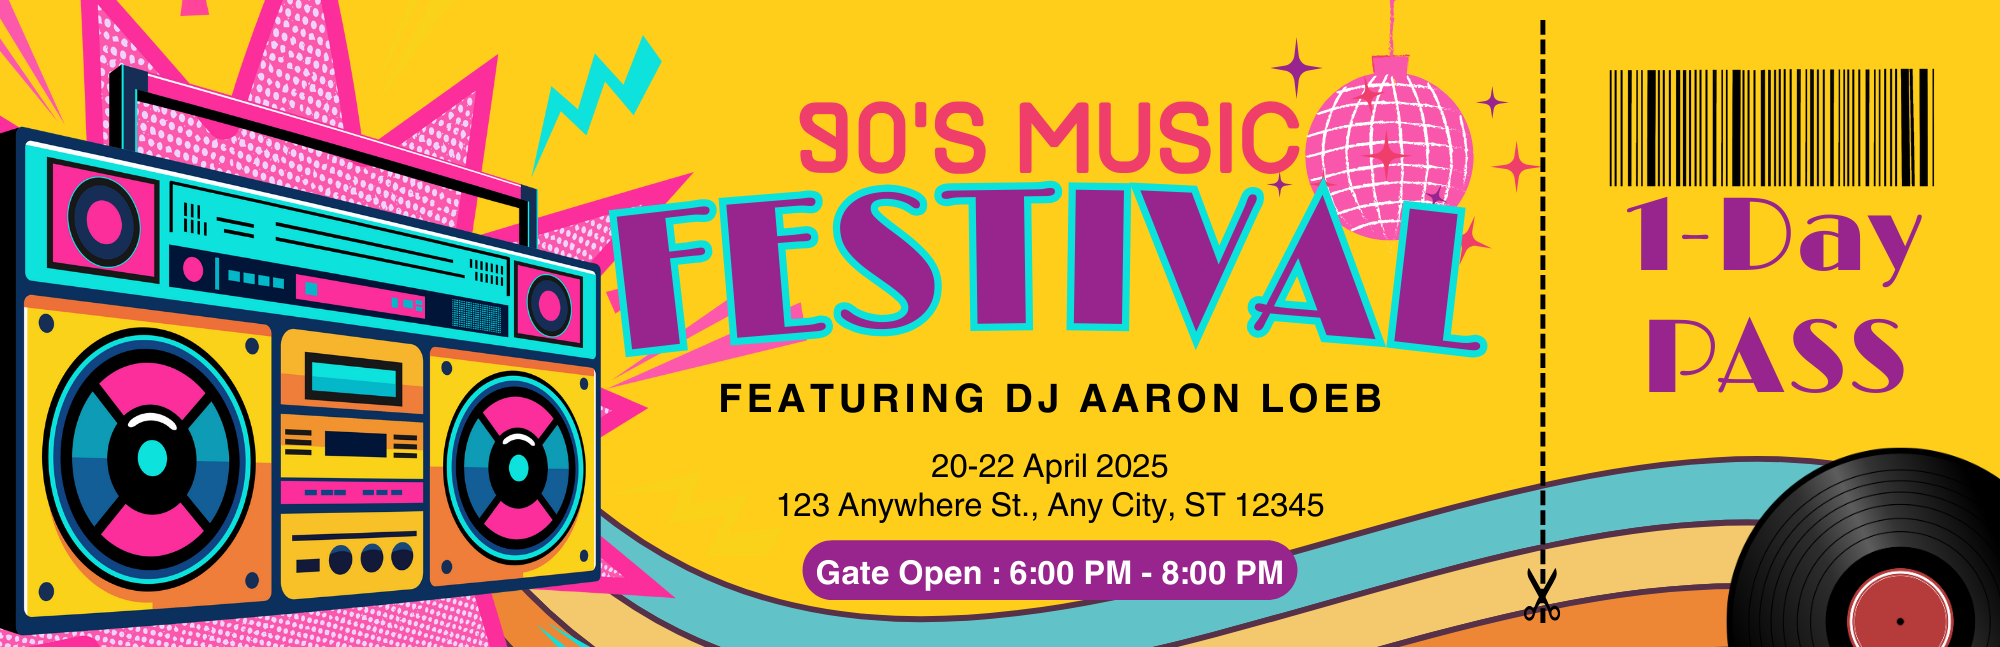 90'S MUSIC
FESTIVAL
FEATURING DJ AARON LOEB
20-22 April 2025
123 Anywhere St., Any City, ST 12345
Gate Open : 6:00 PM - 8:00 PM
1-Day
PASS